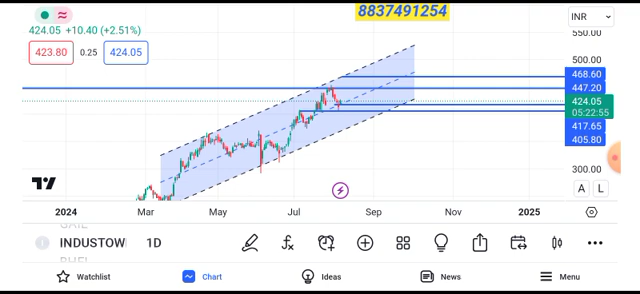 8837491254
INR
424.05 +10.40 (+2.51%)
550.00
423.80 0.25 424.05
500.00
468.60
447.20
424.05
05:22:55
417.65
405.80
300.00
A L
2024 Mar May Jul Sep Nov 2025
INDUSTOW 1D
Watchlist Chart Ideas News Menu